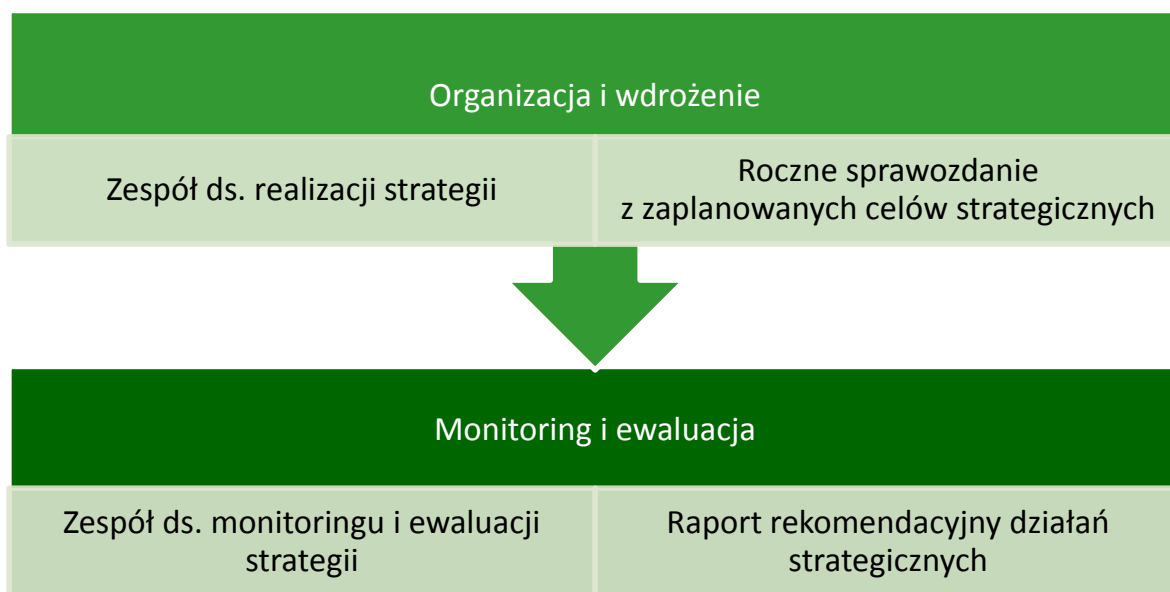 Organizacja i wdrożenie
Zespół ds. realizacji strategii
Roczne sprawozdanie
z zaplanowanych celów strategicznych
Monitoring i ewaluacja
Zespół ds. monitoringu i ewaluacji
strategii
Raport rekomendacyjny działań
strategicznych